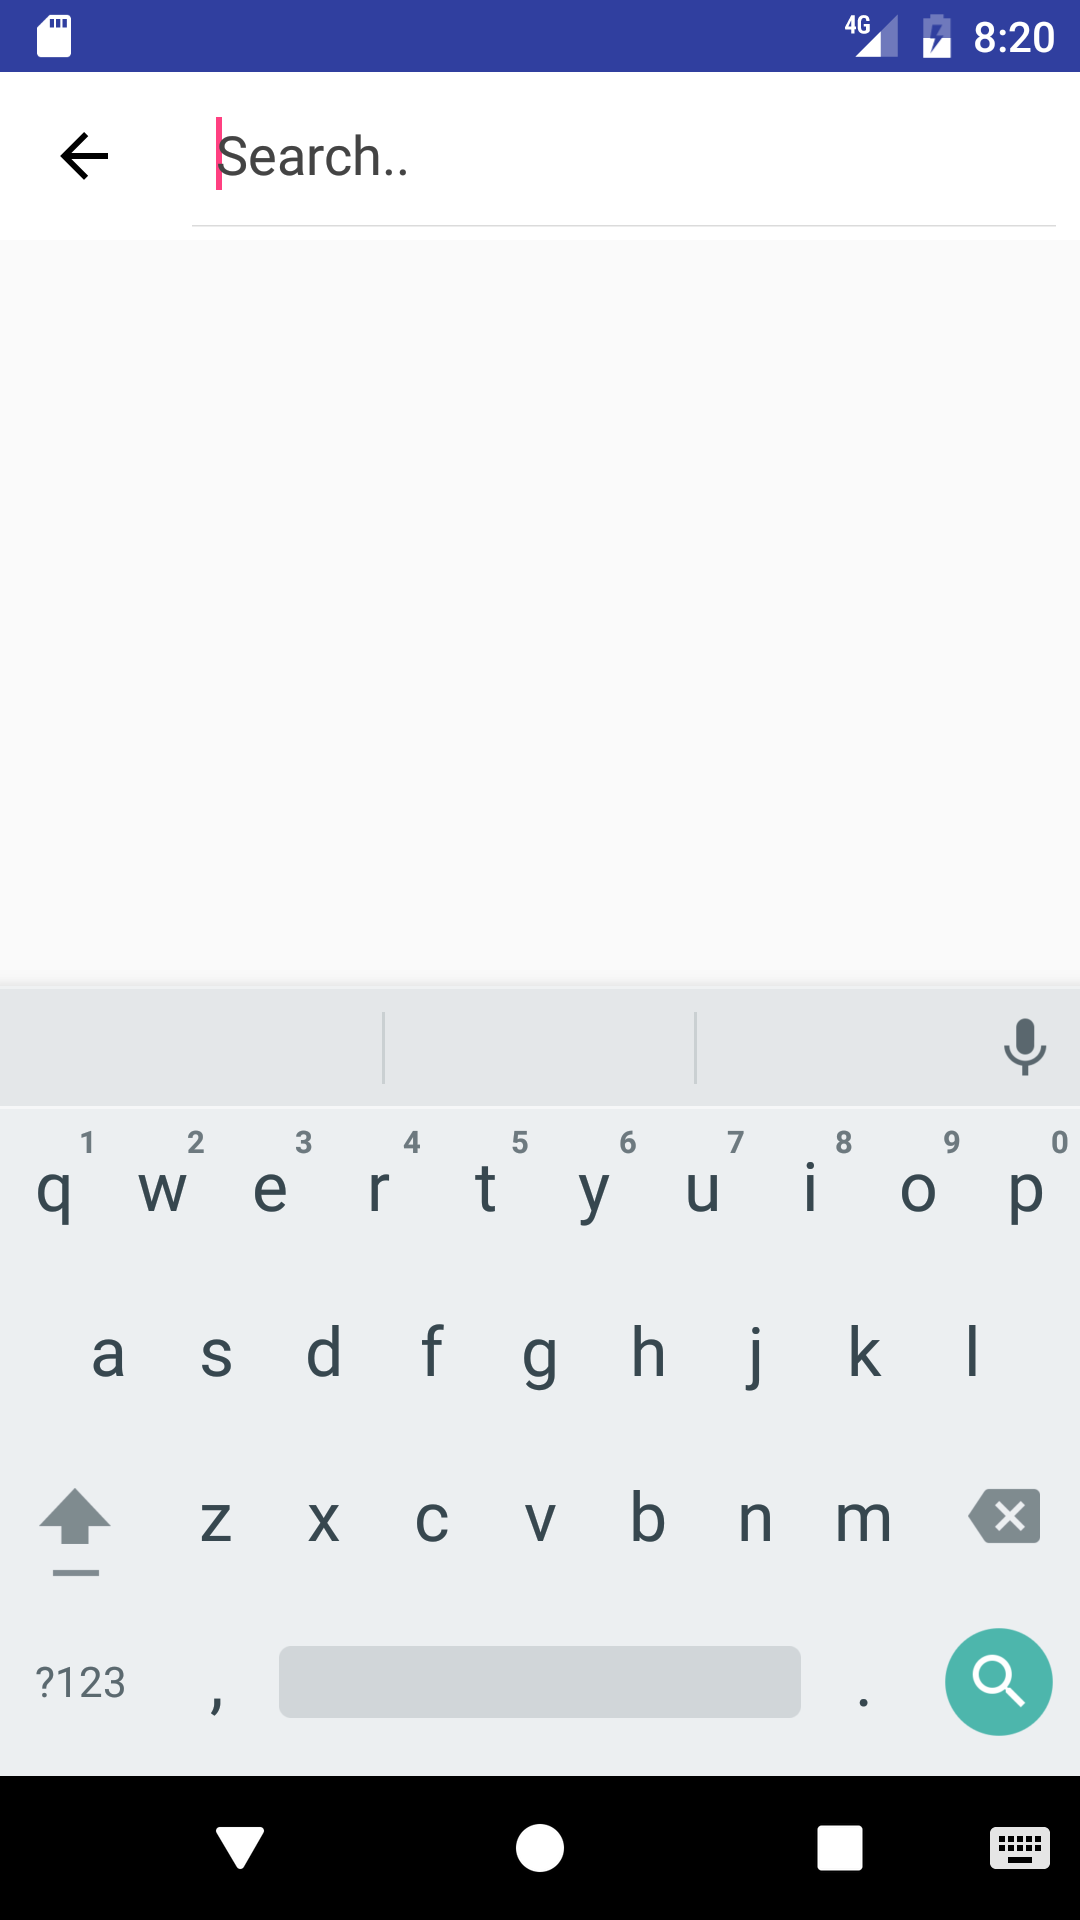 4G 8:20
Search..
1 2 3 4 5 6 7 8 9 0
q w e r t y u i o p
a s d f g h j k l
z x c v b n m
?123 , .